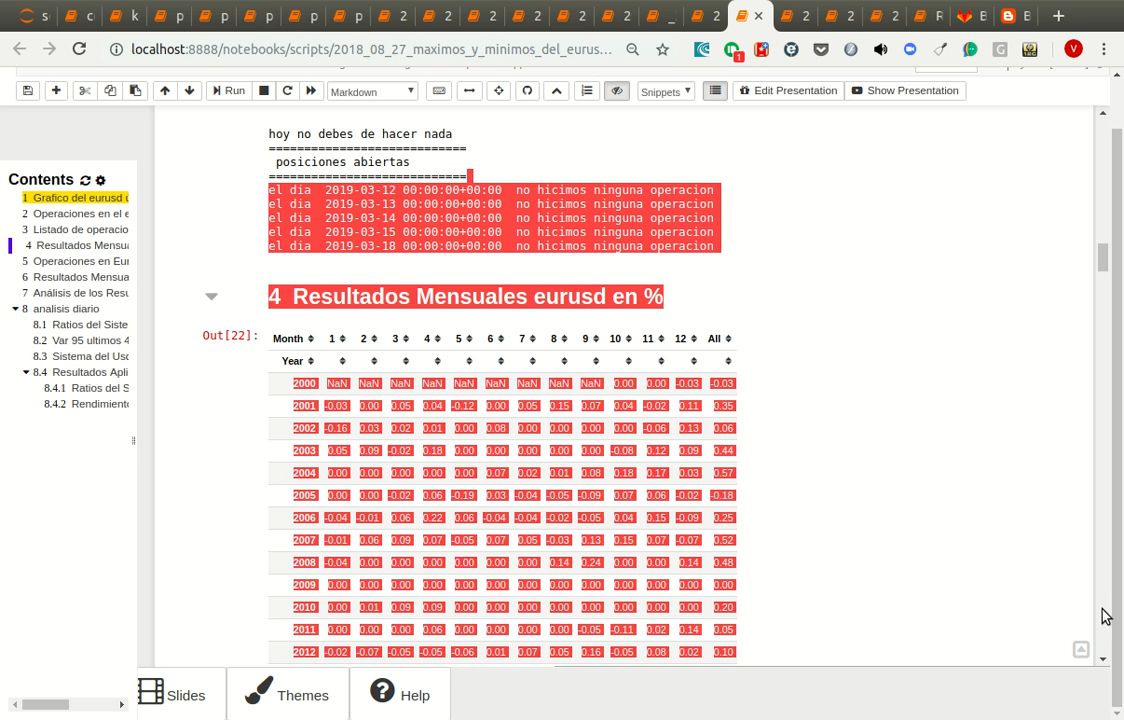 s c k p p p p p 2 2 2 2 2 2 _ 2 2 2 2 R B B
localhost:8888/notebooks/scripts/2018_08_27_maximos_y_minimos_del_eurus...
1 G V
Run Markdown Snippets Edit Presentation Show Presentation
hoy no debes de hacer nada
============================
posiciones abiertas
============================
el dia 2019-03-12 00:00:00+00:00 no hicimos ninguna operacion
el dia 2019-03-13 00:00:00+00:00 no hicimos ninguna operacion
el dia 2019-03-14 00:00:00+00:00 no hicimos ninguna operacion
el dia 2019-03-15 00:00:00+00:00 no hicimos ninguna operacion
el dia 2019-03-18 00:00:00+00:00 no hicimos ninguna operacion
Contents
1 Grafico del eurusd u
2 Operaciones en el e
3 Listado de operacio
4 Resultados Mensua
5 Operaciones en Eur
6 Resultados Mensua
7 Análisis de los Resu
8 analisis diario
8.1 Ratios del Siste
8.2 Var 95 ultimos 4
8.3 Sistema del Usd
8.4 Resultados Apli
8.4.1 Ratios del S
8.4.2 Rendimiento
4 Resultados Mensuales eurusd en %
Out[22]:
Month 1 2 3 4 5 6 7 8 9 10 11 12 All
Year
2000 NaN NaN NaN NaN NaN NaN NaN NaN NaN 0.00 0.00 -0.03 -0.03
2001 -0.03 0.00 0.05 0.04 -0.12 0.00 0.05 0.15 0.07 0.04 -0.02 0.11 0.35
2002 -0.16 0.03 0.02 0.01 0.00 0.08 0.00 0.00 0.00 0.00 -0.06 0.13 0.06
2003 0.05 0.09 -0.02 0.18 0.00 0.00 0.00 0.00 0.00 -0.08 0.12 0.09 0.44
2004 0.00 0.00 0.00 0.00 0.00 0.07 0.02 0.01 0.08 0.18 0.17 0.03 0.57
2005 0.00 0.00 -0.02 0.06 -0.19 0.03 -0.04 -0.05 -0.09 0.07 0.06 -0.02 -0.18
2006 -0.04 -0.01 0.06 0.22 0.06 -0.04 -0.04 -0.02 -0.05 0.04 0.15 -0.09 0.25
2007 -0.01 0.06 0.09 0.07 -0.05 0.07 0.05 -0.03 0.13 0.15 0.07 -0.07 0.52
2008 -0.04 0.00 0.00 0.00 0.00 0.00 0.00 0.14 0.24 0.00 0.00 0.14 0.48
2009 0.00 0.00 0.00 0.00 0.00 0.00 0.00 0.00 0.00 0.00 0.00 0.00 0.00
2010 0.00 0.01 0.09 0.09 0.00 0.00 0.00 0.00 0.00 0.00 0.00 0.00 0.20
2011 0.00 0.00 0.00 0.06 0.00 0.00 0.00 0.00 -0.05 -0.11 0.02 0.14 0.05
2012 -0.02 -0.07 -0.05 -0.05 -0.06 0.01 0.07 0.05 0.16 -0.05 0.08 0.02 0.10
Slides Themes Help